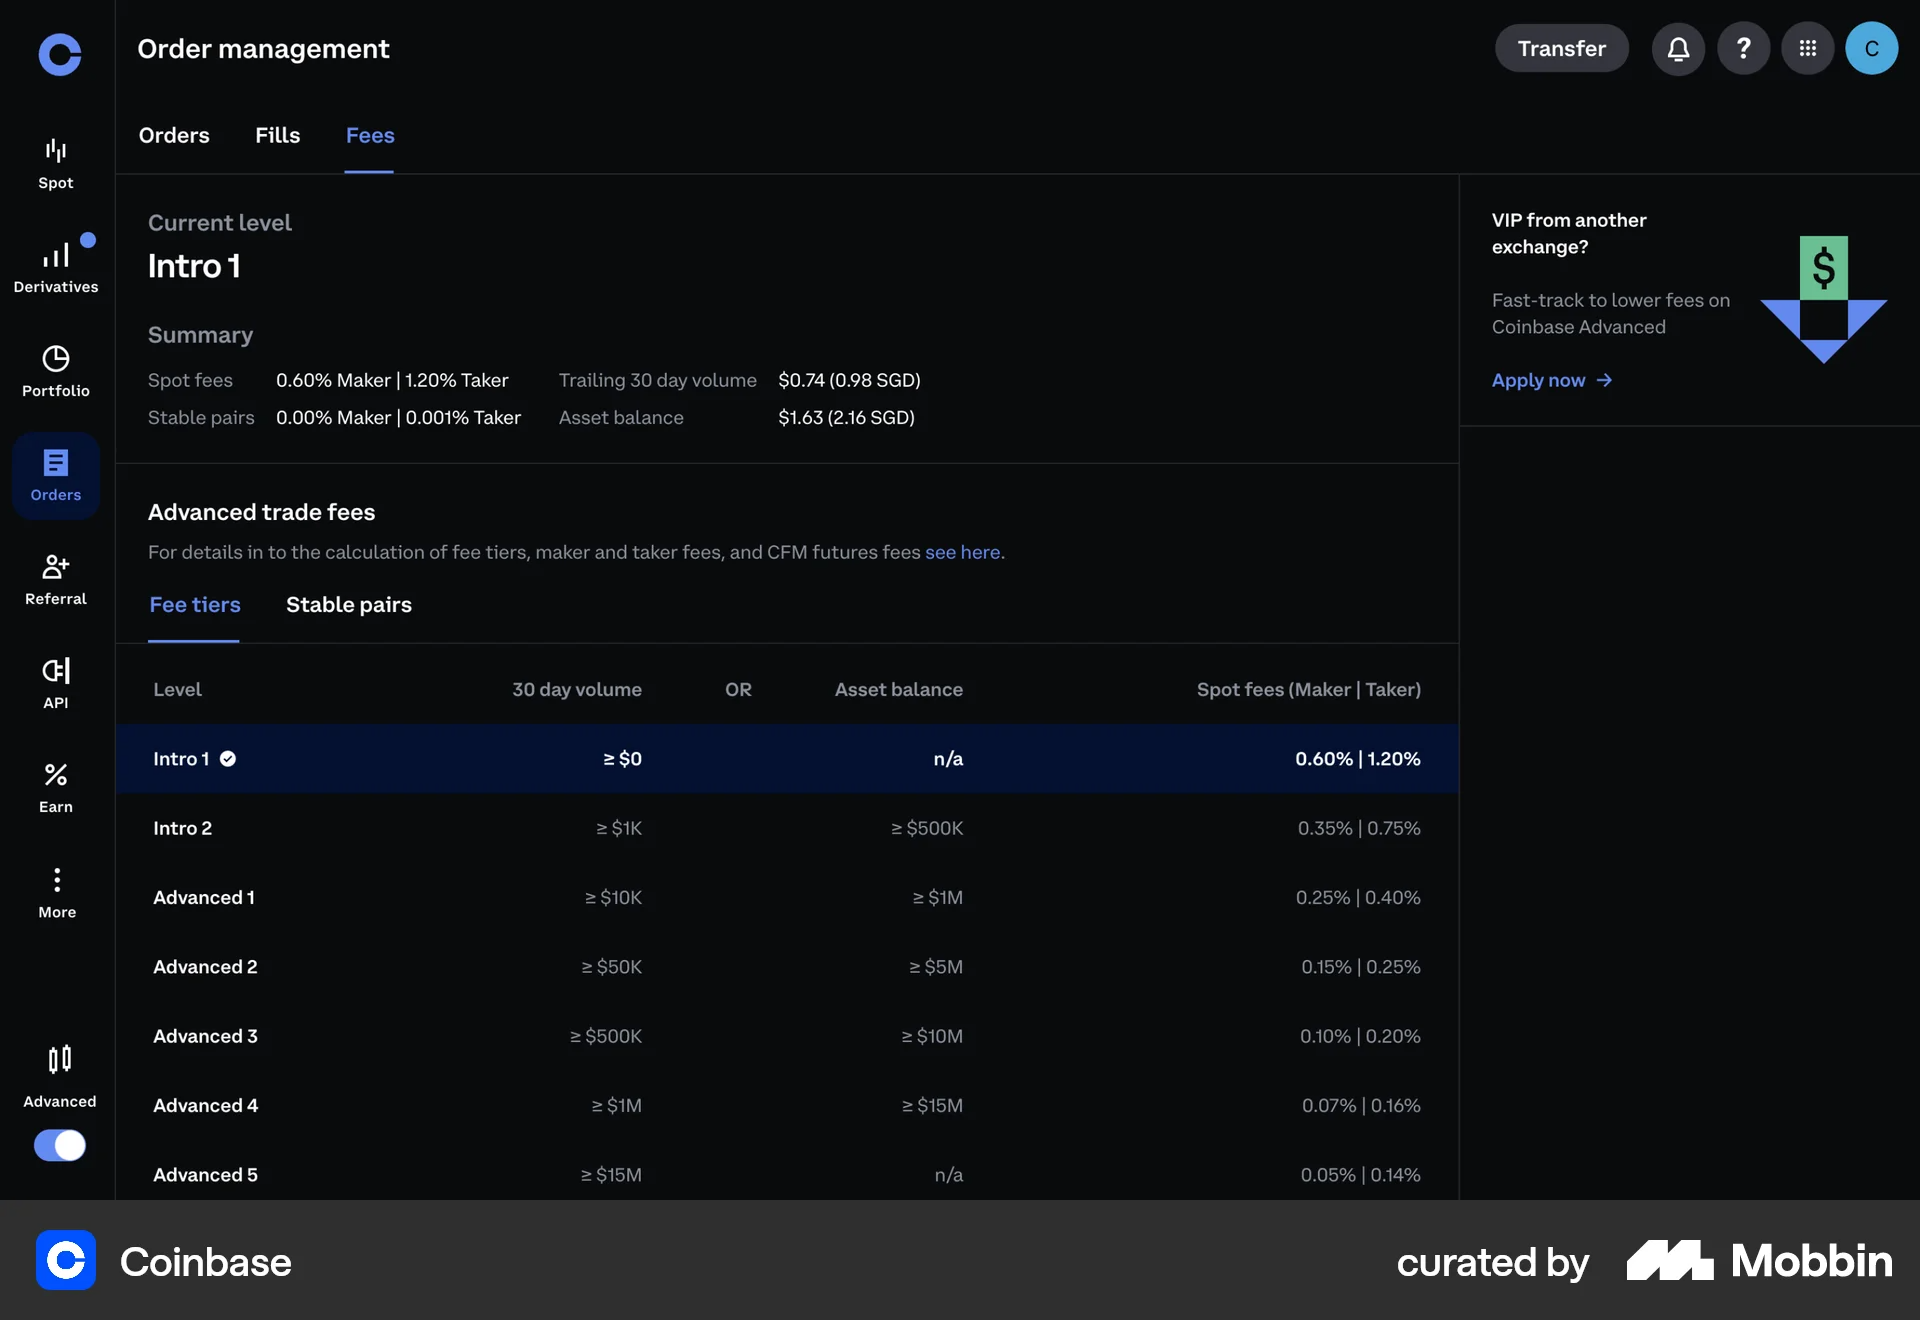 Order management
Transfer
?
C
Spot
Derivatives
Portfolio
Orders
Referral
API
Earn
More
Advanced
Orders Fills Fees
Current level
Intro 1
Summary
Spot fees 0.60% Maker | 1.20% Taker Trailing 30 day volume $0.74 (0.98 SGD)
Stable pairs 0.00% Maker | 0.001% Taker Asset balance $1.63 (2.16 SGD)
VIP from another
exchange?
Fast-track to lower fees on
Coinbase Advanced
Apply now →
$
Advanced trade fees
For details in to the calculation of fee tiers, maker and taker fees, and CFM futures fees see here.
Fee tiers Stable pairs
Level 30 day volume OR Asset balance Spot fees (Maker | Taker)
Intro 1 ≥ $0 n/a 0.60% | 1.20%
Intro 2 ≥ $1K ≥ $500K 0.35% | 0.75%
Advanced 1 ≥ $10K ≥ $1M 0.25% | 0.40%
Advanced 2 ≥ $50K ≥ $5M 0.15% | 0.25%
Advanced 3 ≥ $500K ≥ $10M 0.10% | 0.20%
Advanced 4 ≥ $1M ≥ $15M 0.07% | 0.16%
Advanced 5 ≥ $15M n/a 0.05% | 0.14%
Coinbase
curated by Mobbin